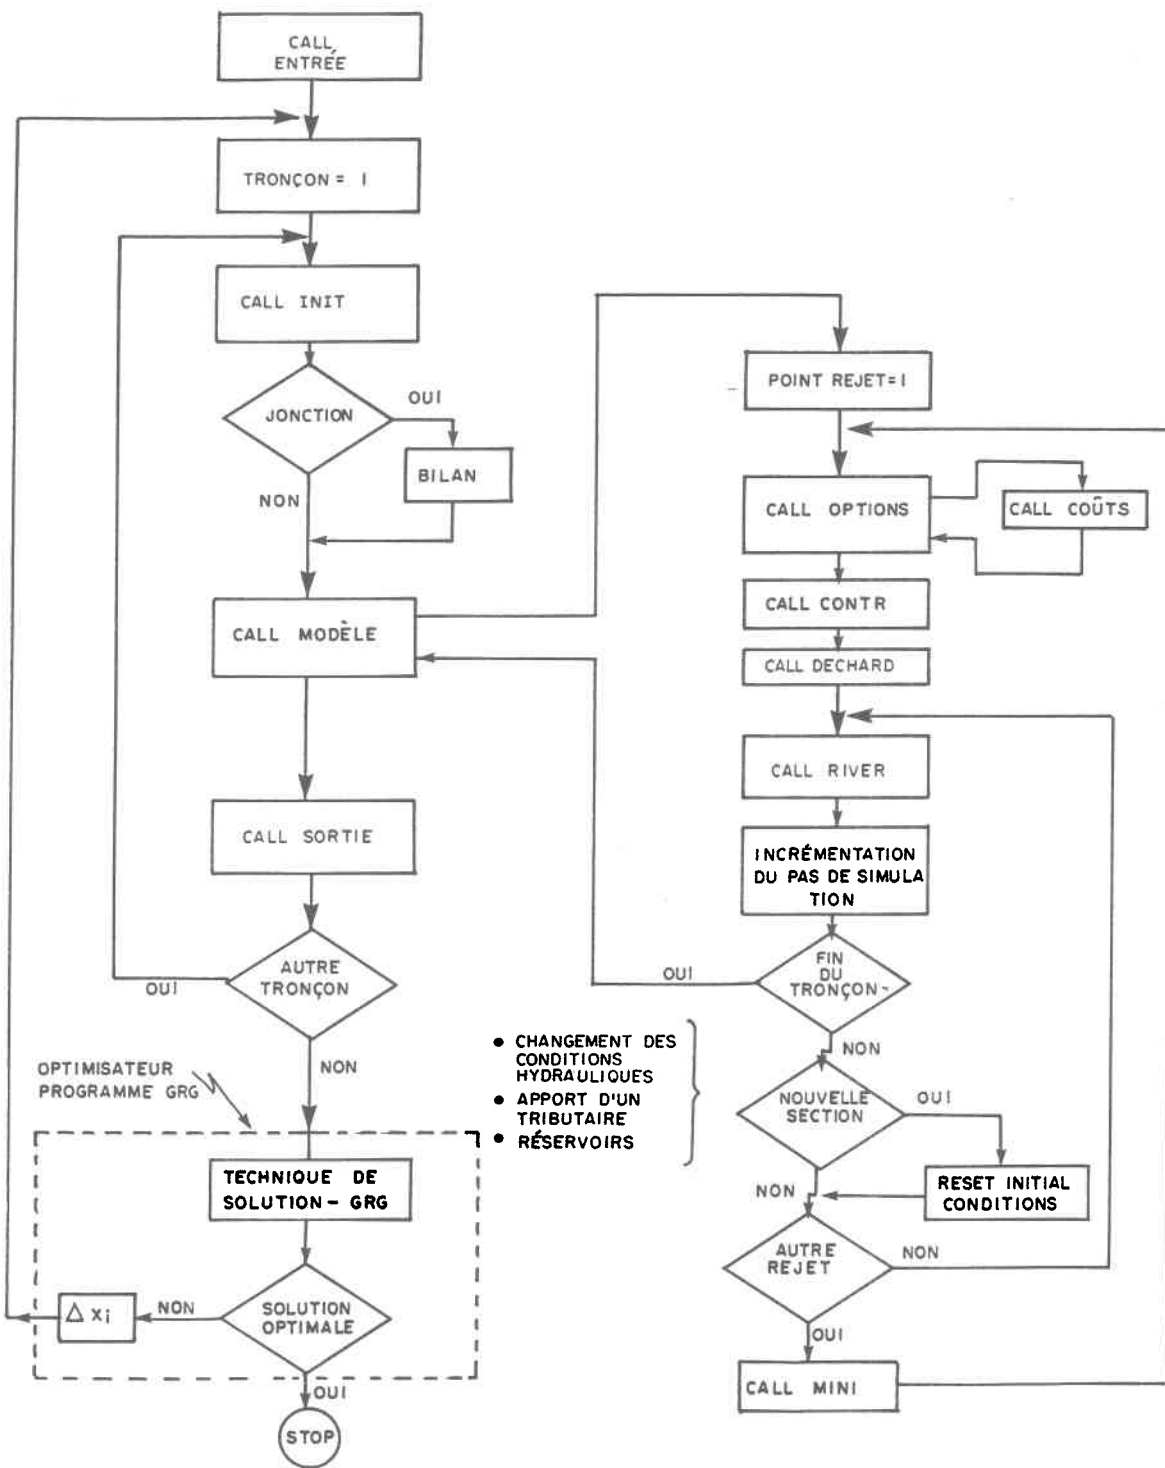 CALL
ENTRÉE
TRONÇON = 1
CALL INIT
JONCTION
OUI
BILAN
NON
CALL MODÈLE
CALL SORTIE
AUTRE
TRONÇON
OUI
NON
OPTIMISATEUR
PROGRAMME GRG
TECHNIQUE DE
SOLUTION – GRG
SOLUTION
OPTIMALE
NON
Δ Xi
OUI
STOP
POINT REJET = 1
CALL OPTIONS
CALL COÛTS
CALL CONTR
CALL DECHARD
CALL RIVER
INCRÉMENTATION
DU PAS DE SIMULA
TION
FIN
DU
TRONÇON
OUI
NON
• CHANGEMENT DES
CONDITIONS
HYDRAULIQUES
• APPORT D'UN
TRIBUTAIRE
• RÉSERVOIRS
NOUVELLE
SECTION
OUI
RESET INITIAL
CONDITIONS
NON
AUTRE
REJET
NON
OUI
CALL MINI